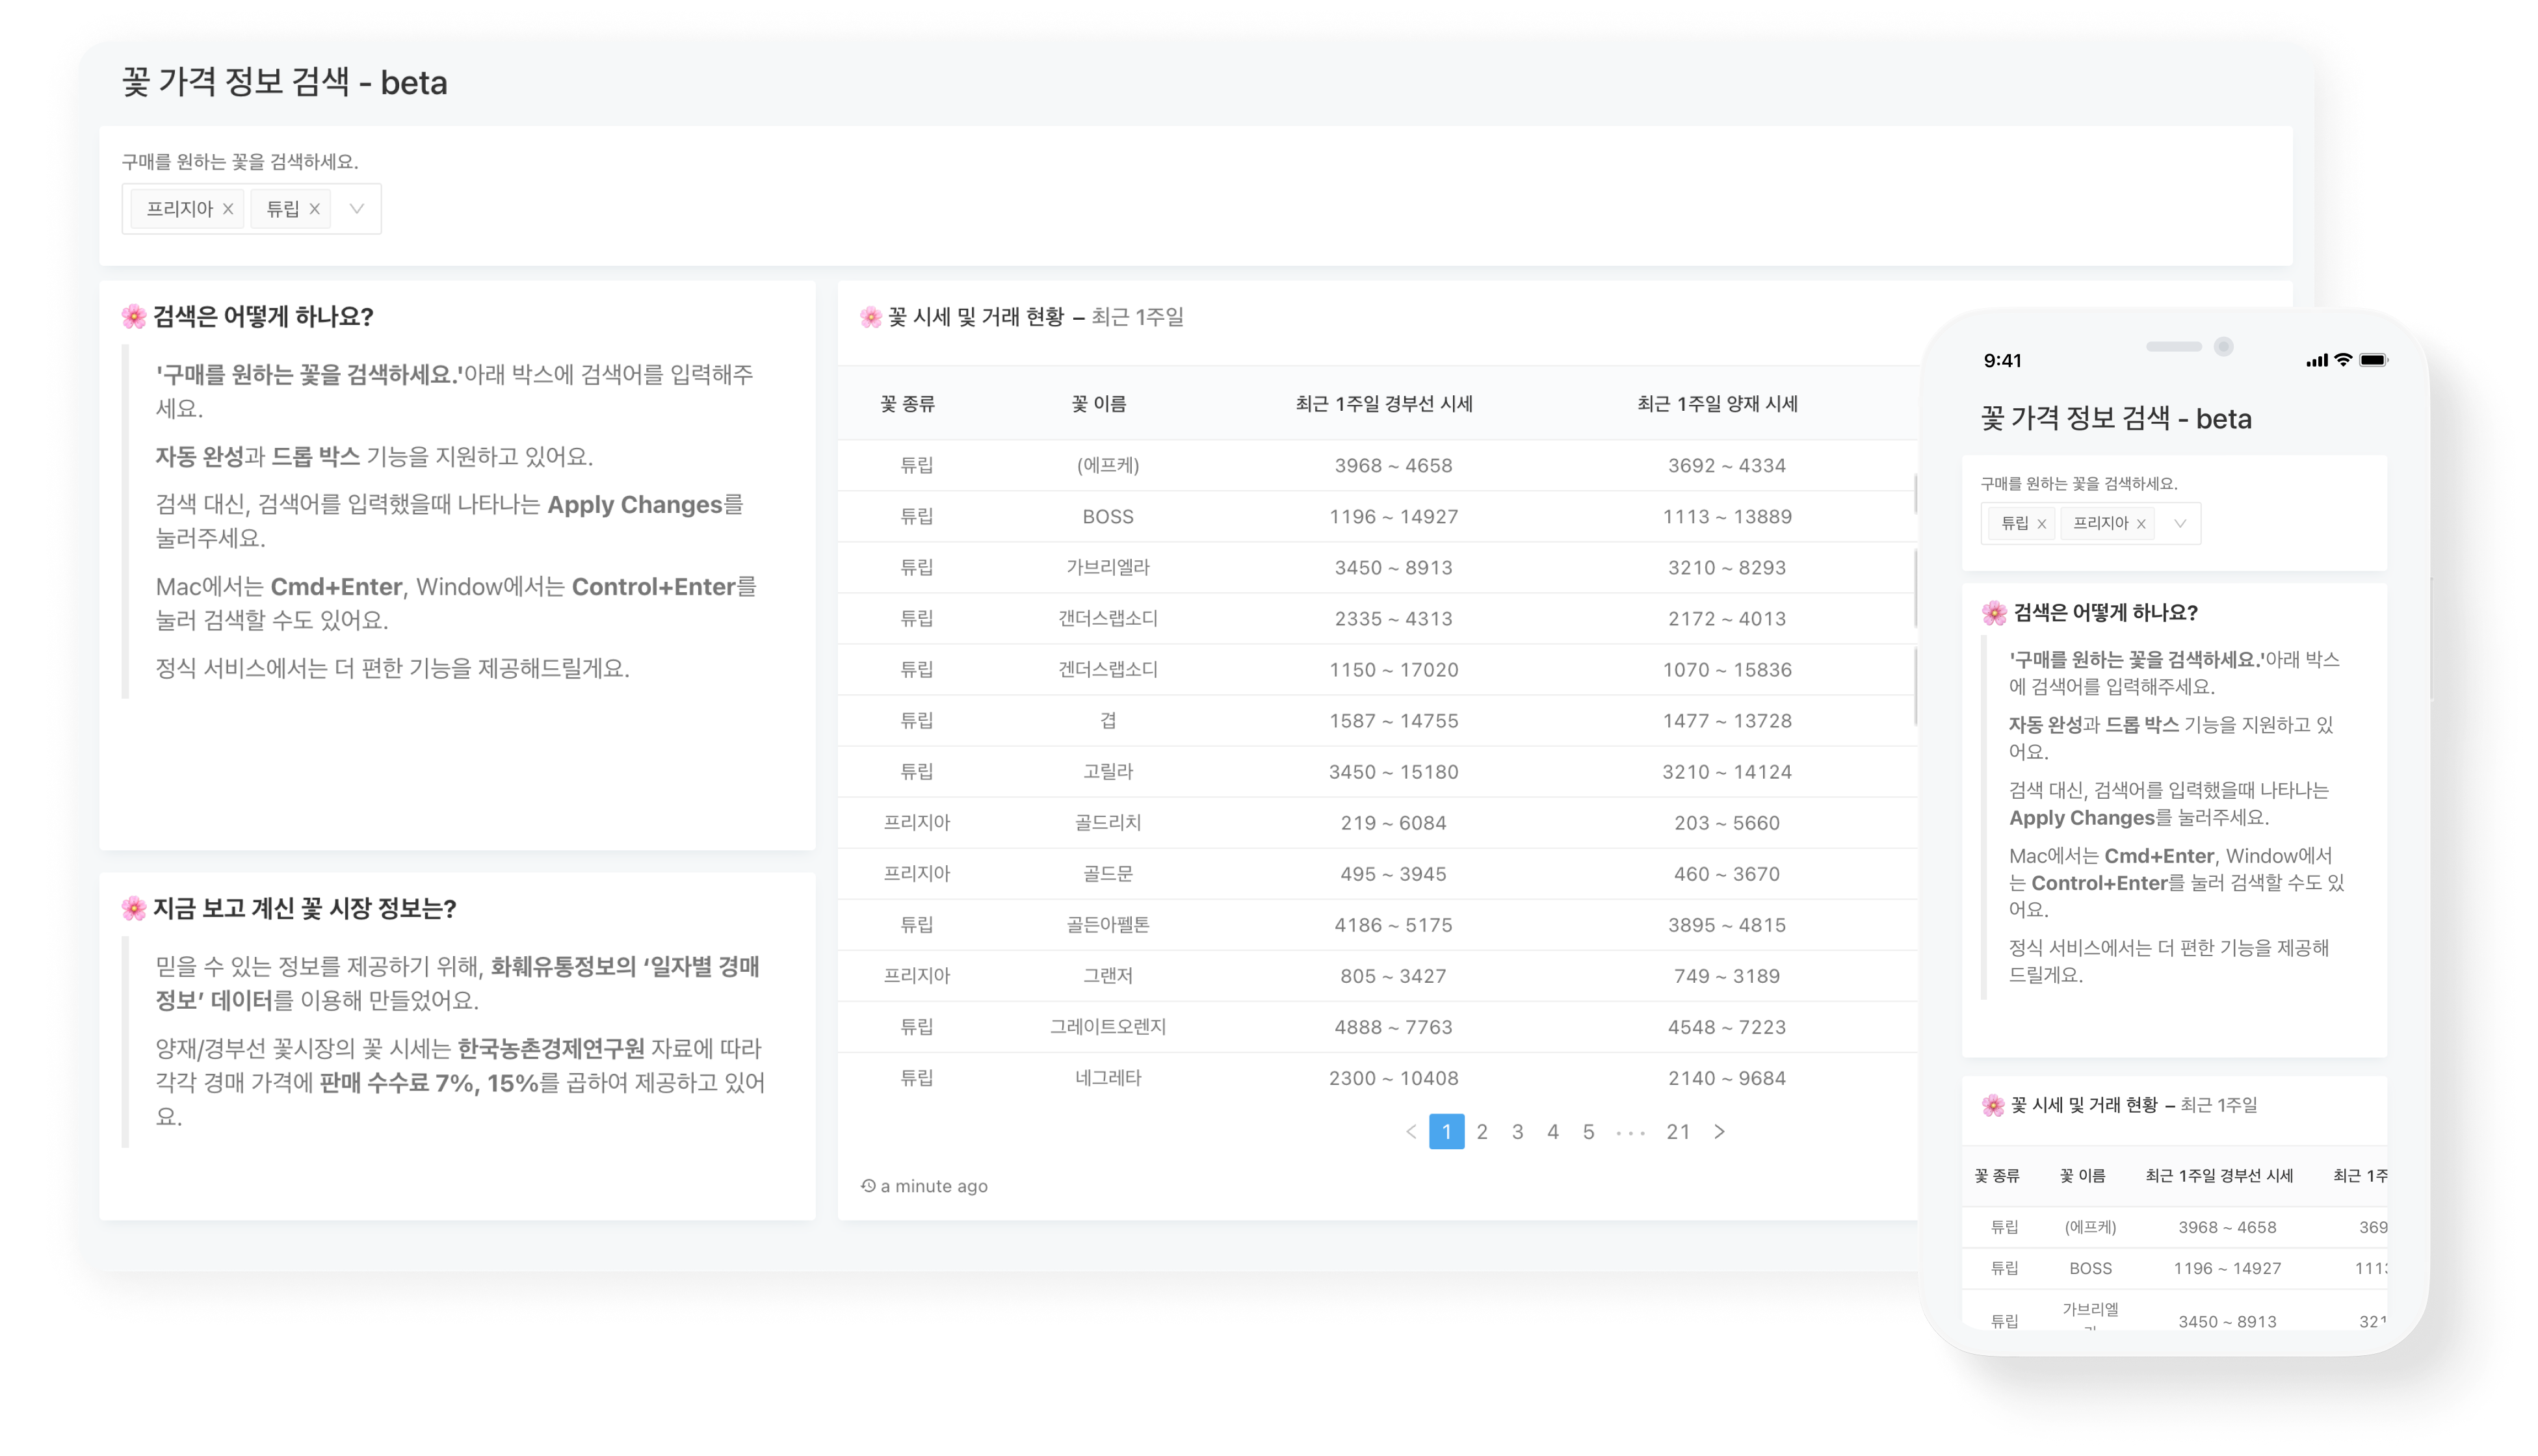 꽃 가격 정보 검색 - beta
구매를 원하는 꽃을 검색하세요.
프리지아 튜립
🌸 검색은 어떻게 하나요?
'구매를 원하는 꽃을 검색하세요.'아래 박스에 검색어를 입력해주
세요.
자동 완성과 드롭 박스 기능을 지원하고 있어요.
검색 대신, 검색어를 입력했을때 나타나는 Apply Changes를
눌러주세요.
Mac에서는 Cmd+Enter, Window에서는 Control+Enter를
눌러 검색할 수도 있어요.
정식 서비스에서는 더 편한 기능을 제공해드릴게요.
🌸 지금 보고 계신 꽃 시장 정보는?
믿을 수 있는 정보를 제공하기 위해, 화훼유통정보의 ‘일자별 경매
정보’ 데이터를 이용해 만들었어요.
양재/경부선 꽃시장의 꽃 시세는 한국농촌경제연구원 자료에 따라
각각 경매 가격에 판매 수수료 7%, 15%를 곱하여 제공하고 있어
요.
🌸 꽃 시세 및 거래 현황 – 최근 1주일
꽃 종류 꽃 이름 최근 1주일 경부선 시세 최근 1주일 양재 시세
튜립 (에프케) 3968 ~ 4658 3692 ~ 4334
튜립 BOSS 1196 ~ 14927 1113 ~ 13889
튜립 가브리엘라 3450 ~ 8913 3210 ~ 8293
튜립 갠더스랩소디 2335 ~ 4313 2172 ~ 4013
튜립 겐더스랩소디 1150 ~ 17020 1070 ~ 15836
튜립 겹 1587 ~ 14755 1477 ~ 13728
튜립 고릴라 3450 ~ 15180 3210 ~ 14124
프리지아 골드리치 219 ~ 6084 203 ~ 5660
프리지아 골드문 495 ~ 3945 460 ~ 3670
튜립 골든아펠톤 4186 ~ 5175 3895 ~ 4815
프리지아 그랜저 805 ~ 3427 749 ~ 3189
튜립 그레이트오렌지 4888 ~ 7763 4548 ~ 7223
튜립 네그레타 2300 ~ 10408 2140 ~ 9684
< 1 2 3 4 5 ··· 21 >
a minute ago
9:41
꽃 가격 정보 검색 - beta
구매를 원하는 꽃을 검색하세요.
튜립 프리지아
🌸 검색은 어떻게 하나요?
'구매를 원하는 꽃을 검색하세요.'아래 박스
에 검색어를 입력해주세요.
자동 완성과 드롭 박스 기능을 지원하고 있
어요.
검색 대신, 검색어를 입력했을때 나타나는
Apply Changes를 눌러주세요.
Mac에서는 Cmd+Enter, Window에서
는 Control+Enter를 눌러 검색할 수도 있
어요.
정식 서비스에서는 더 편한 기능을 제공해
드릴게요.
🌸 꽃 시세 및 거래 현황 – 최근 1주일
꽃 종류 꽃 이름 최근 1주일 경부선 시세 최근 1주
튜립 (에프케) 3968 ~ 4658 369
튜립 BOSS 1196 ~ 14927 111
튜립 가브리엘 3450 ~ 8913 321